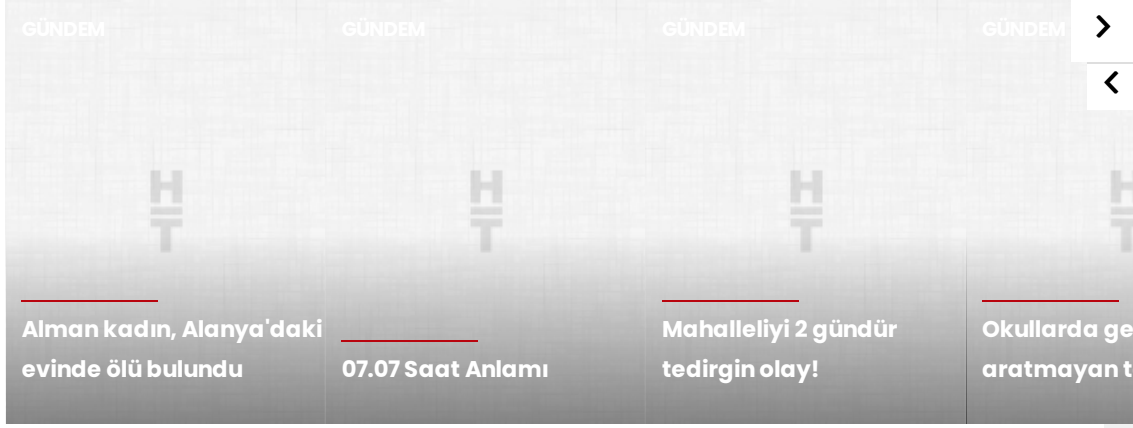 GÜNDEM
Alman kadın, Alanya'daki
evinde ölü bulundu
GÜNDEM
07.07 Saat Anlamı
GÜNDEM
Mahalleliyi 2 gündür
tedirgin olay!
GÜNDEM
Okullarda
aratmayan
H
T
H
T
H
T